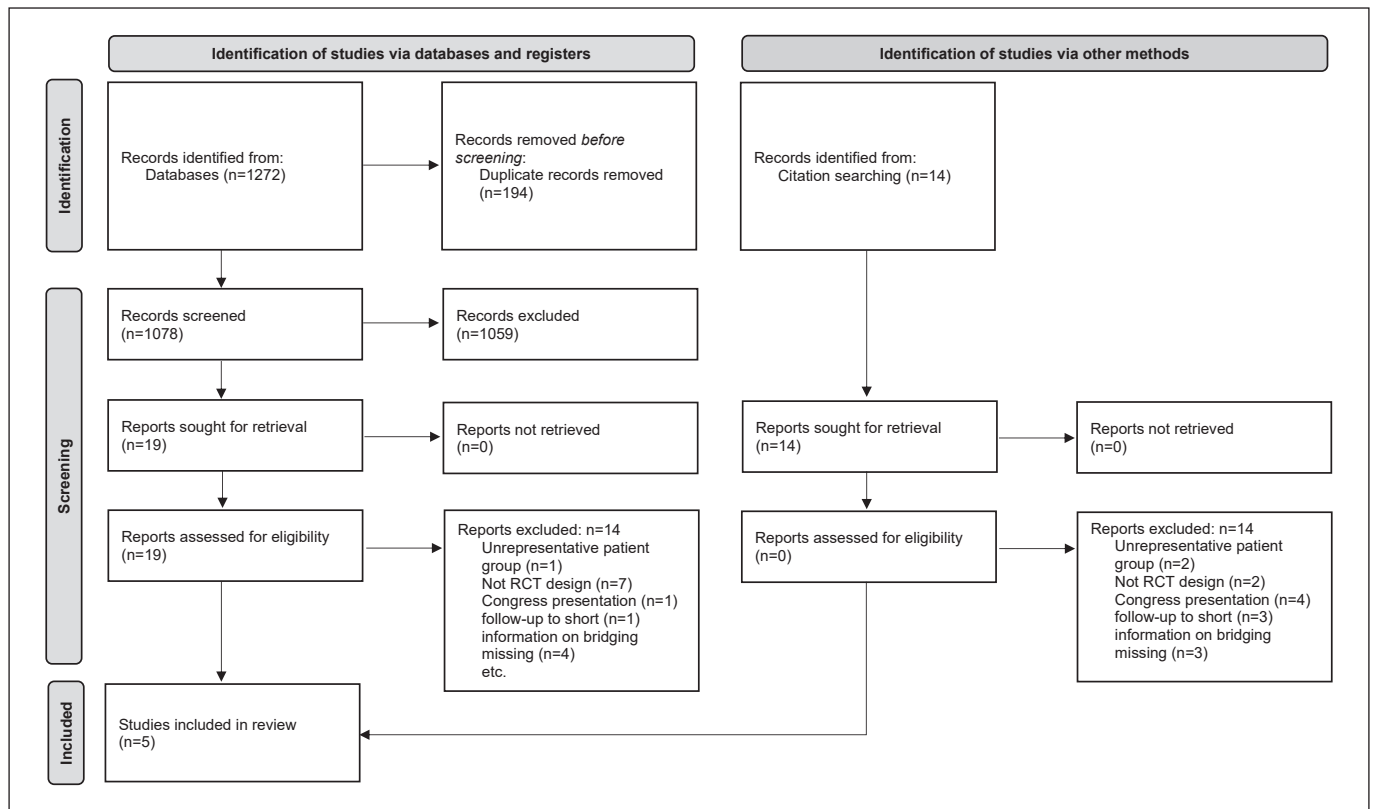 Identification of studies via databases and registers
Identification of studies via other methods
Identification
Records identified from:
Databases (n=1272)
Records removed before
screening:
Duplicate records removed
(n=194)
Records identified from:
Citation searching (n=14)
Screening
Records screened
(n=1078)
Records excluded
(n=1059)
Reports sought for retrieval
(n=19)
Reports not retrieved
(n=0)
Reports sought for retrieval
(n=14)
Reports not retrieved
(n=0)
Reports assessed for eligibility
(n=19)
Reports excluded: n=14
Unrepresentative patient
group (n=1)
Not RCT design (n=7)
Congress presentation (n=1)
follow-up to short (n=1)
information on bridging
missing (n=4)
etc.
Reports assessed for eligibility
(n=0)
Reports excluded: n=14
Unrepresentative patient
group (n=2)
Not RCT design (n=2)
Congress presentation (n=4)
follow-up to short (n=3)
information on bridging
missing (n=3)
Included
Studies included in review
(n=5)